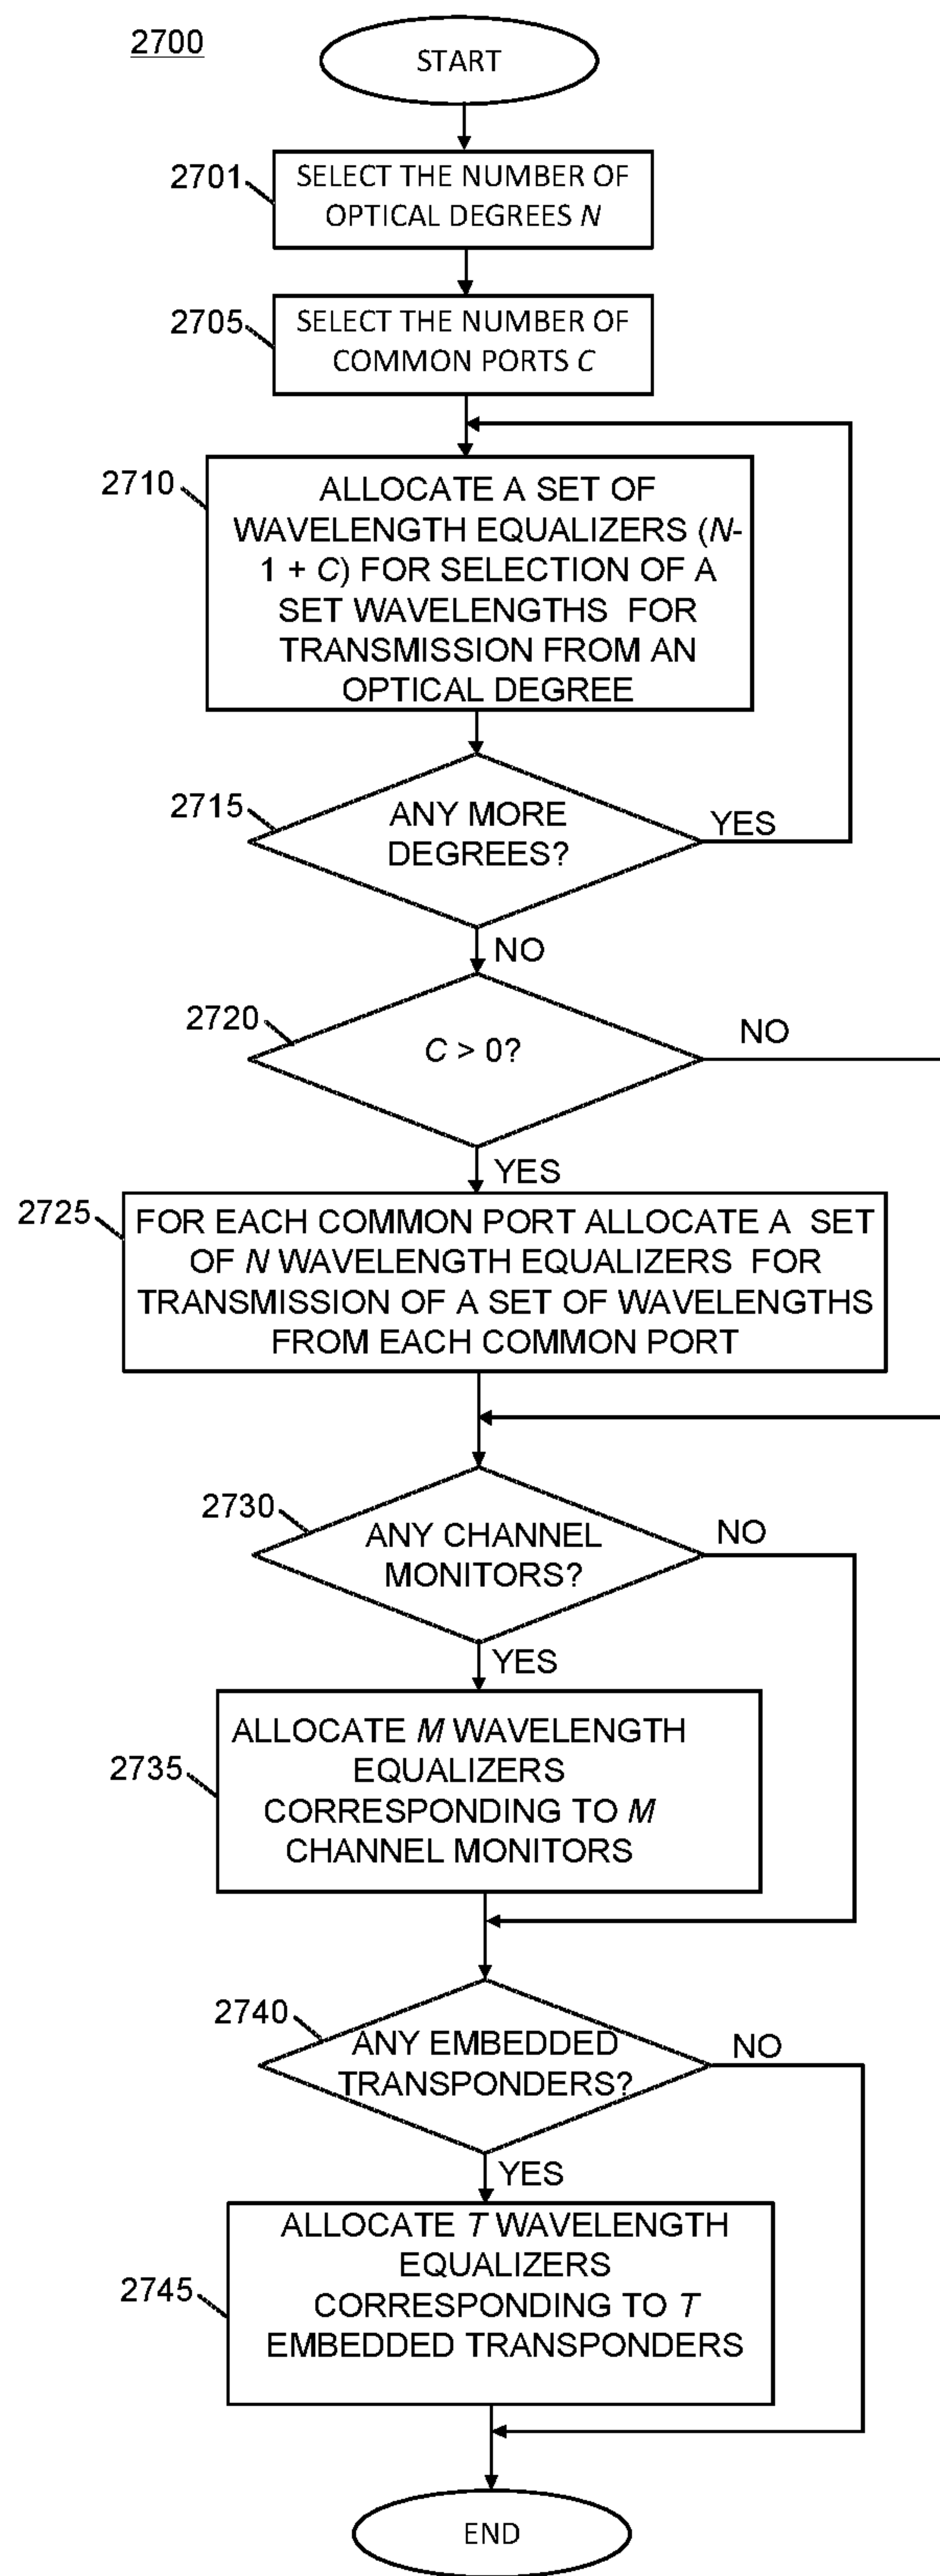 2700
START
2701
SELECT THE NUMBER OF
OPTICAL DEGREES N
2705
SELECT THE NUMBER OF
COMMON PORTS C
2710
ALLOCATE A SET OF
WAVELENGTH EQUALIZERS (N-
1 + C) FOR SELECTION OF A
SET WAVELENGTHS FOR
TRANSMISSION FROM AN
OPTICAL DEGREE
2715
ANY MORE
DEGREES?
YES
NO
2720
C > 0?
NO
YES
2725
FOR EACH COMMON PORT ALLOCATE A SET
OF N WAVELENGTH EQUALIZERS FOR
TRANSMISSION OF A SET OF WAVELENGTHS
FROM EACH COMMON PORT
2730
ANY CHANNEL
MONITORS?
NO
YES
2735
ALLOCATE M WAVELENGTH
EQUALIZERS
CORRESPONDING TO M
CHANNEL MONITORS
2740
ANY EMBEDDED
TRANSPONDERS?
NO
YES
2745
ALLOCATE T WAVELENGTH
EQUALIZERS
CORRESPONDING TO T
EMBEDDED TRANSPONDERS
END